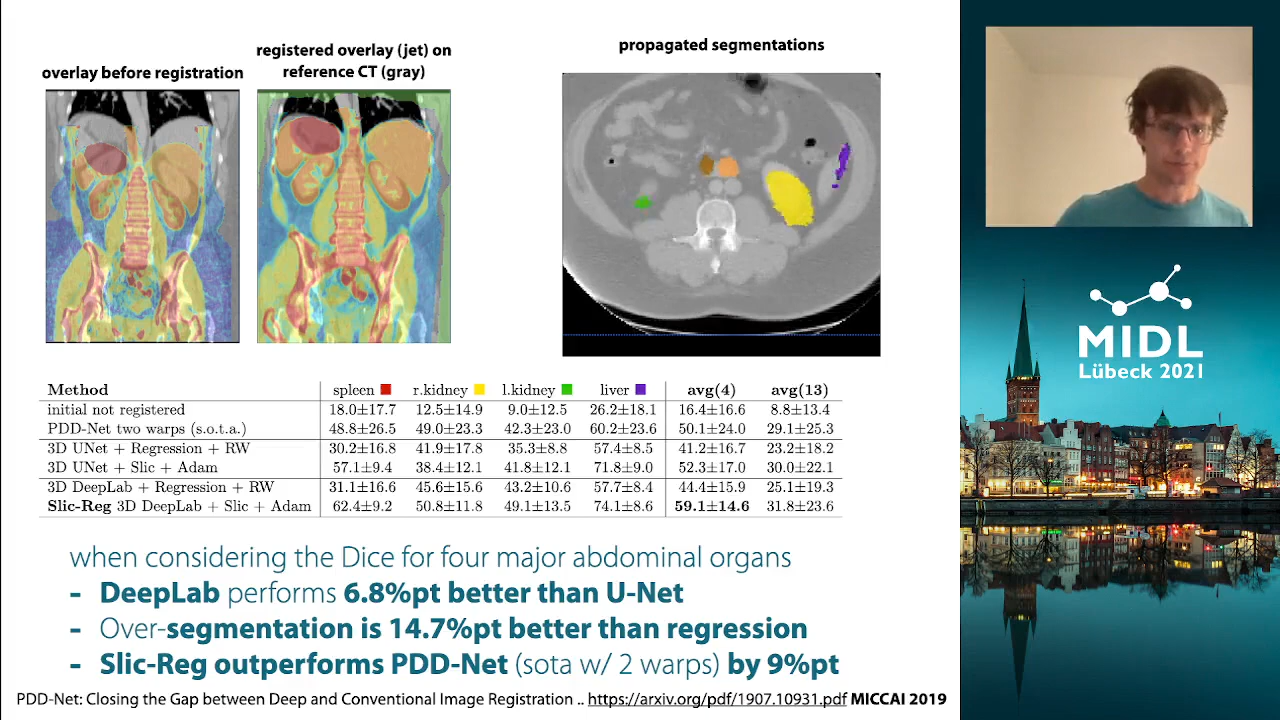 overlay before registration
registered overlay (jet) on
reference CT (gray)
propagated segmentations
Method spleen r.kidney l.kidney liver avg(4) avg(13)
initial not registered 18.0±17.7 12.5±14.9 9.0±12.5 26.2±18.1 16.4±16.6 8.8±13.4
PDD-Net two warps (s.o.t.a.) 48.8±26.5 49.0±23.3 42.3±23.0 60.2±23.6 50.1±24.0 29.1±25.3
3D UNet + Regression + RW 30.2±16.8 41.9±17.8 35.3±8.8 57.4±8.5 41.2±16.7 23.2±18.2
3D UNet + Slic + Adam 57.1±9.4 38.4±12.1 41.8±12.1 71.8±9.0 52.3±17.0 30.0±22.1
3D DeepLab + Regression + RW 31.1±16.6 45.6±15.6 43.2±10.6 57.7±8.4 44.4±15.9 25.1±19.3
Slic-Reg 3D DeepLab + Slic + Adam 62.4±9.2 50.8±11.8 49.1±13.5 74.1±8.6 59.1±14.6 31.8±23.6
when considering the Dice for four major abdominal organs
- DeepLab performs 6.8%pt better than U-Net
- Over-segmentation is 14.7%pt better than regression
- Slic-Reg outperforms PDD-Net (sota w/ 2 warps) by 9%pt
PDD-Net: Closing the Gap between Deep and Conventional Image Registration .. https://arxiv.org/pdf/1907.10931.pdf MICCAI 2019
MIDL
Lübeck 2021